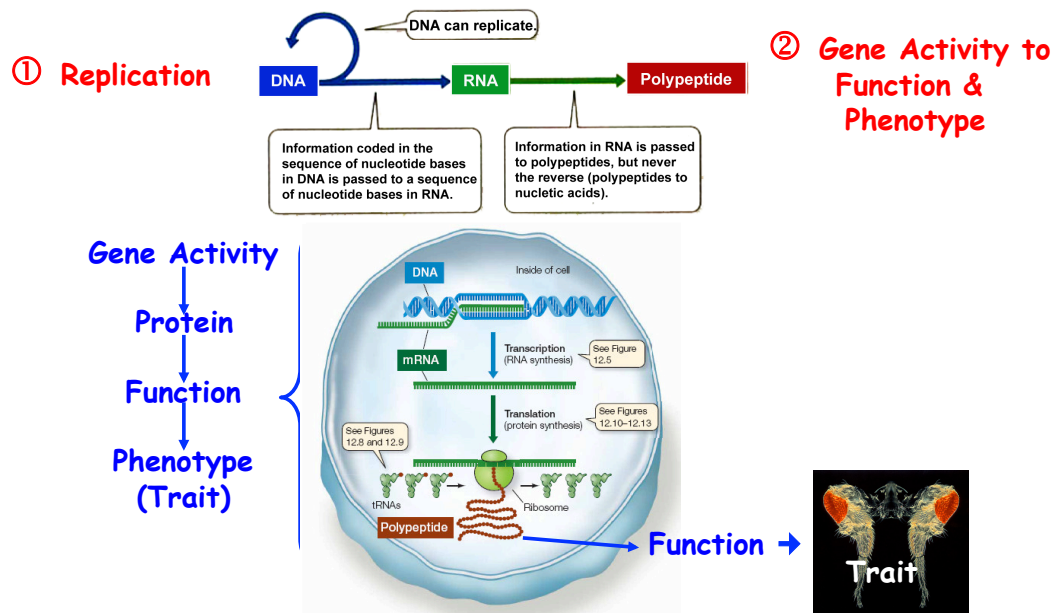 ① Replication
DNA can replicate.
DNA
RNA
Polypeptide
Information coded in the
sequence of nucleotide bases
in DNA is passed to a sequence
of nucleotide bases in RNA.
Information in RNA is passed
to polypeptides, but never
the reverse (polypeptides to
nucletic acids).
② Gene Activity to
Function &
Phenotype
Gene Activity
Protein
Function
Phenotype
(Trait)
DNA
Inside of cell
mRNA
Transcription
(RNA synthesis)
See Figure
12.5
Translation
(protein synthesis)
See Figures
12.10–12.13
See Figures
12.8 and 12.9
tRNAs
Ribosome
Polypeptide
Function
Trait